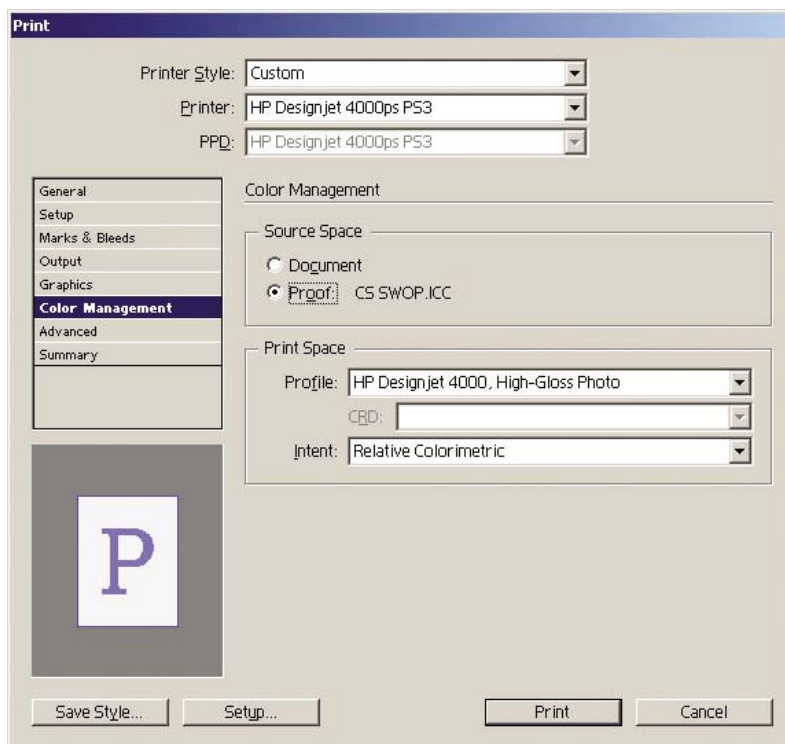 Print
Printer Style: Custom
Printer: HP Designjet 4000ps PS3
PPD: HP Designjet 4000ps PS3
General
Setup
Marks & Bleeds
Output
Graphics
Color Management
Advanced
Summary
Color Management
Source Space
Document
Proof: CS SWOP.ICC
Print Space
Profile: HP Designjet 4000, High-Gloss Photo
CRD:
Intent: Relative Colorimetric
P
Save Style... Setup... Print Cancel